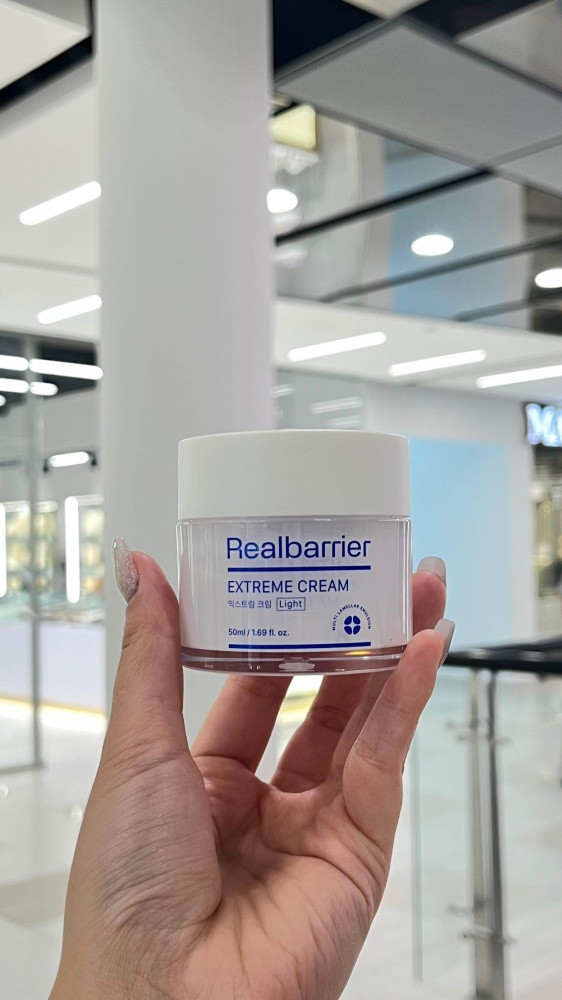 Realbarrier
EXTREME CREAM
익스트림 크림 Light
MULTI LAMELLAR EMULSION
50ml / 1.69 fl. oz.